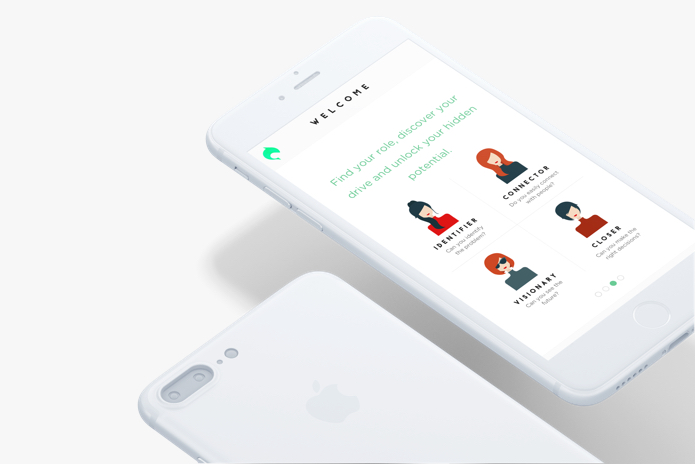 WELCOME
Find your role, discover your
drive and unlock your hidden
potential.
IDENTIFIER
Can you identify
the problem?
CONNECTOR
Do you easily connect
with people?
VISIONARY
Can you see the
future?
CLOSER
Can you make the
right decisions?